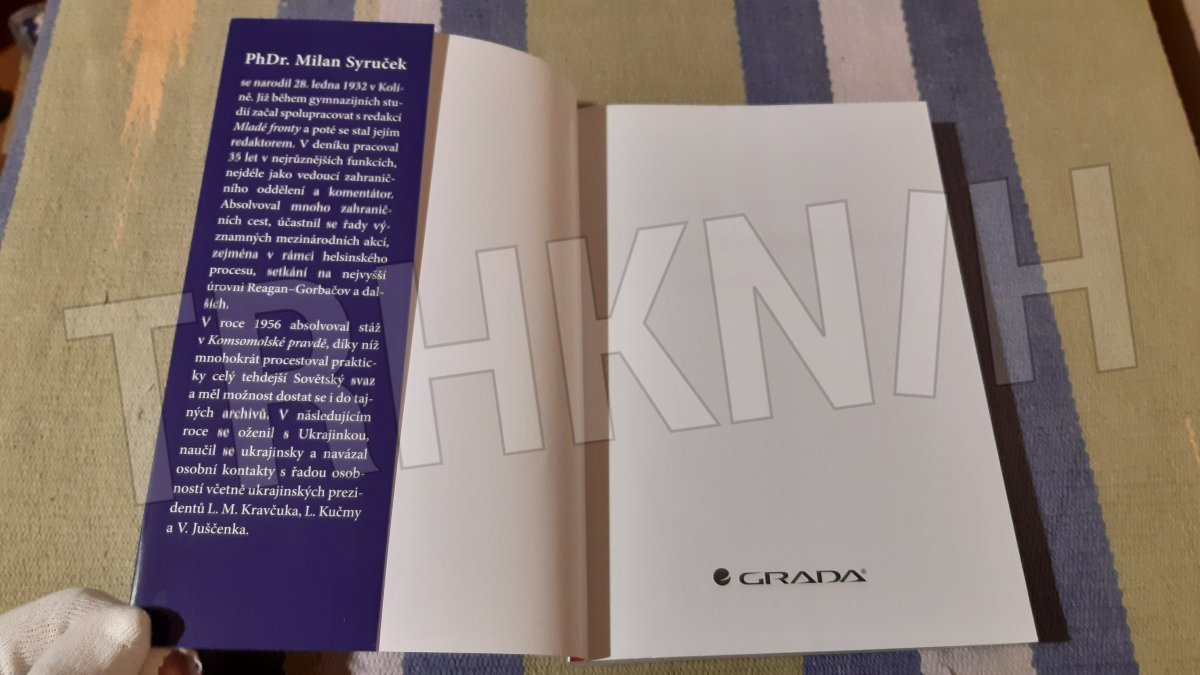 PhDr. Milan Syruček
se narodil 28. ledna 1932 v Kolí-
ně. Již během gymnazijních stu-
dií začal spolupracovat s redakcí
Mladé fronty a poté se stal jejím
redaktorem. V deníku pracoval
35 let v nejrůznějších funkcích,
nejdéle jako vedoucí zahranič-
ního oddělení a komentátor.
Absolvoval mnoho zahranič-
ních cest, účastnil se řady vý-
znamných mezinárodních akcí,
zejména v rámci helsinského
procesu, setkání na nejvyšší
úrovni Reagan–Gorbačov a dal-
ších.
V roce 1956 absolvoval stáž
v Komsomolské pravdě, díky níž
mnohokrát procestoval praktic-
ky celý tehdejší Sovětský svaz
a měl možnost dostat se i do taj-
ných archivů. V následujícím
roce se oženil s Ukrajinkou,
naučil se ukrajinsky a navázal
osobní kontakty s řadou osob-
ností včetně ukrajinských prezi-
dentů L. M. Kravčuka, L. Kučmy
a V. Juščenka.
GRADA®
TRHKNIH